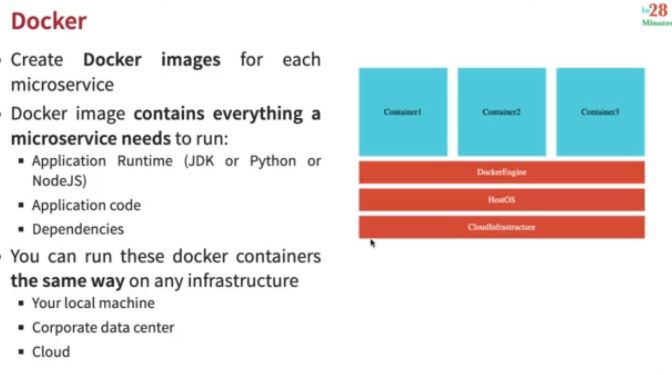 Docker
In 28
Minutes
Create Docker images for each
microservice
Docker image contains everything a
microservice needs to run:
Application Runtime (JDK or Python or
NodeJS)
Application code
Dependencies
You can run these docker containers
the same way on any infrastructure
Your local machine
Corporate data center
Cloud
Container1 Container2 Container3
DockerEngine
HostOS
CloudInfrastructure